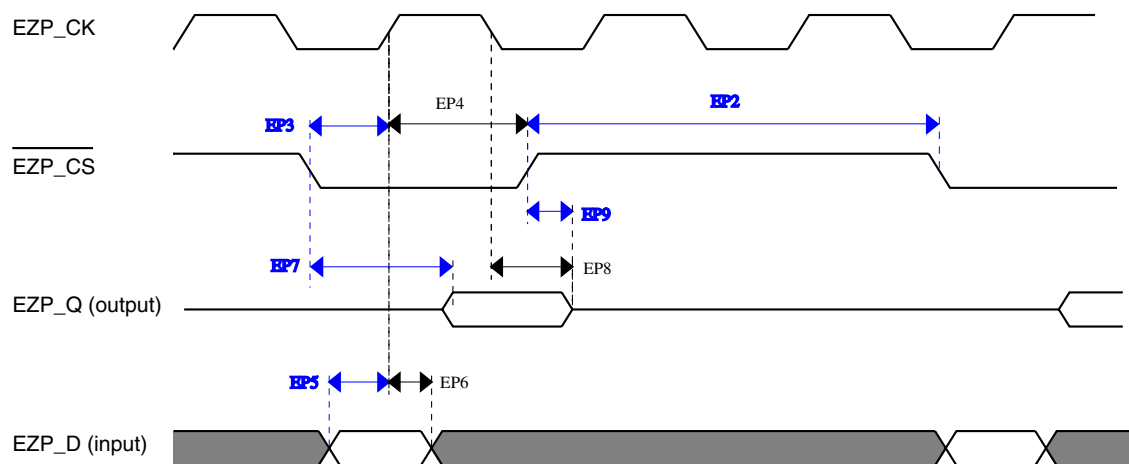 EZP_CK
EP4
EP2
EP3
EZP_CS
EP9
EP7
EP8
EZP_Q (output)
EP5
EP6
EZP_D (input)